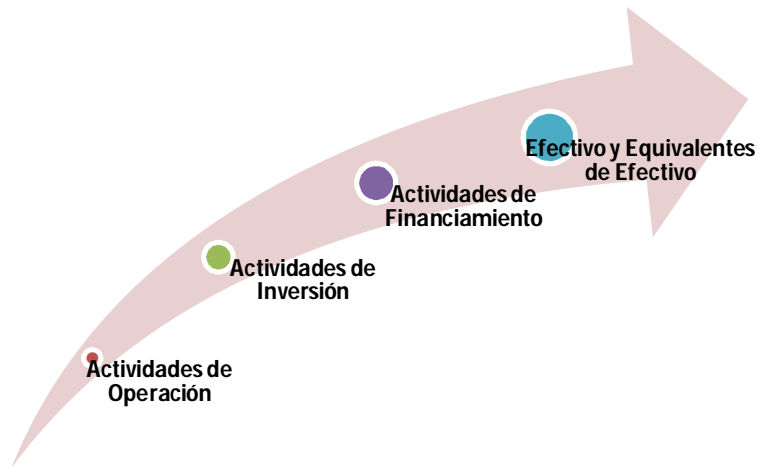 Efectivo y Equivalentes
de Efectivo
Actividades de
Financiamiento
Actividades de
Inversión
Actividades de
Operación